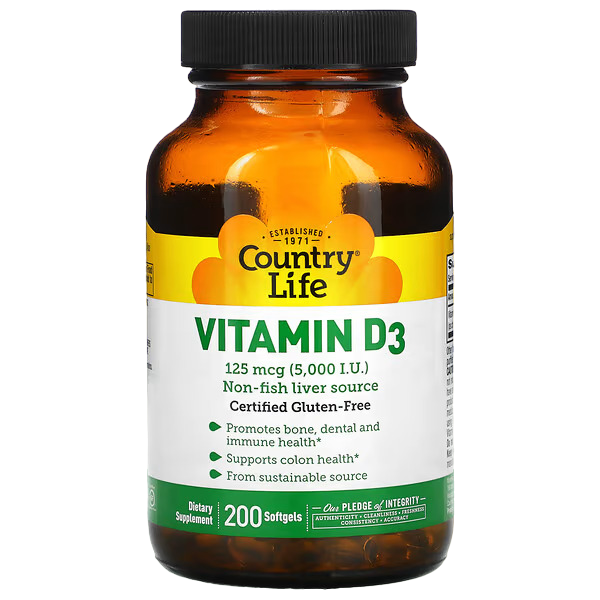 • ESTABLISHED •
1971
Country®
Life
VITAMIN D3
125 mcg (5,000 I.U.)
Non-fish liver source
Certified Gluten-Free
Promotes bone, dental and
immune health*
Supports colon health*
From sustainable source
Dietary
Supplement
200 Softgels
Our PLEDGE of INTEGRITY
AUTHENTICITY • CLEANLINESS • FRESHNESS
CONSISTENCY • ACCURACY